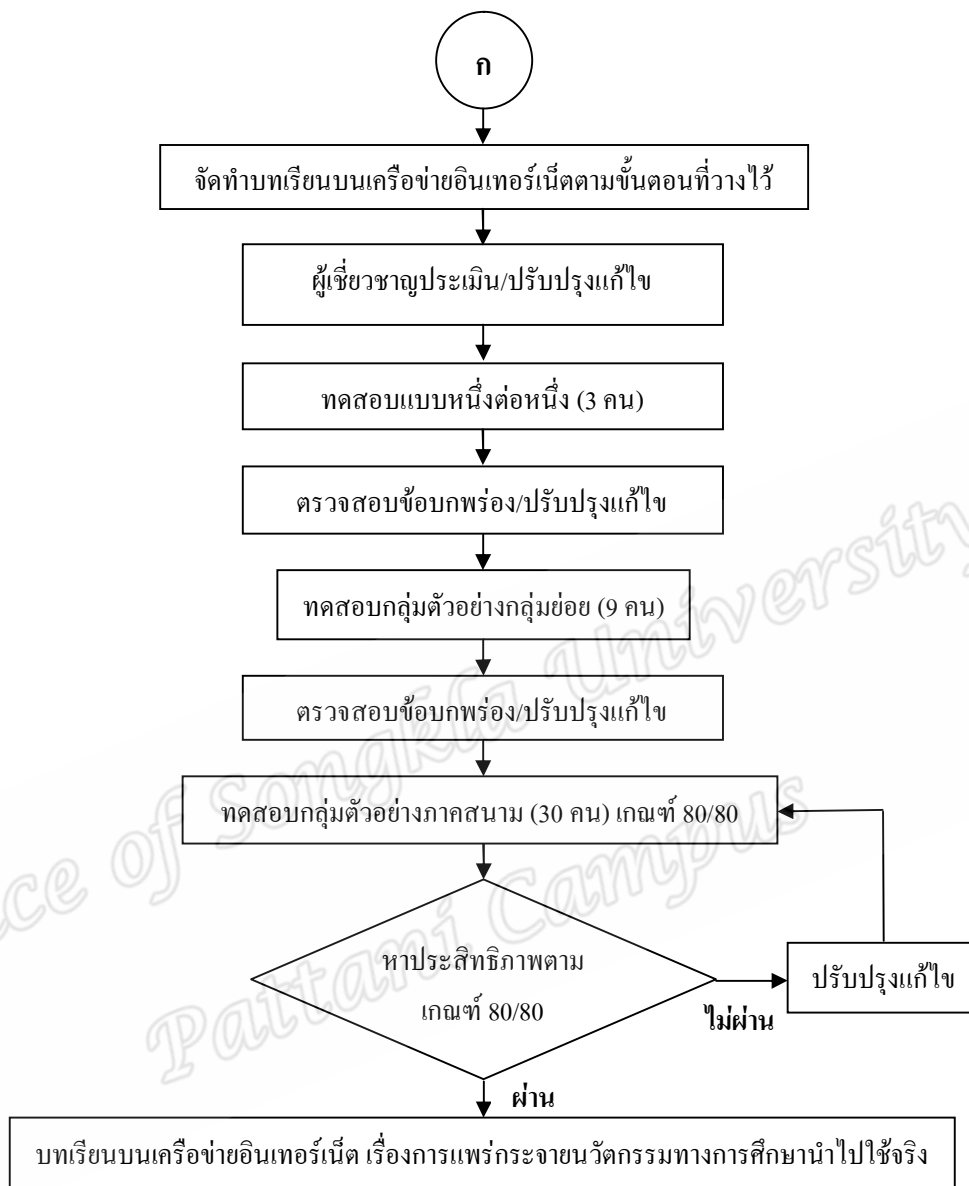 ก
จัดทำบทเรียนบนเครือข่ายอินเทอร์เน็ตตามขั้นตอนที่วางไว้
ผู้เชี่ยวชาญประเมิน/ปรับปรุงแก้ไข
ทดสอบแบบหนึ่งต่อหนึ่ง (3 คน)
ตรวจสอบข้อบกพร่อง/ปรับปรุงแก้ไข
ทดสอบกลุ่มตัวอย่างกลุ่มย่อย (9 คน)
ตรวจสอบข้อบกพร่อง/ปรับปรุงแก้ไข
ทดสอบกลุ่มตัวอย่างภาคสนาม (30 คน) เกณฑ์ 80/80
หาประสิทธิภาพตาม
เกณฑ์ 80/80
ปรับปรุงแก้ไข
ไม่ผ่าน
ผ่าน
บทเรียนบนเครือข่ายอินเทอร์เน็ต เรื่องการแพร่กระจายนวัตกรรมทางการศึกษานำไปใช้จริง
of Songkla University
Pattani Campus